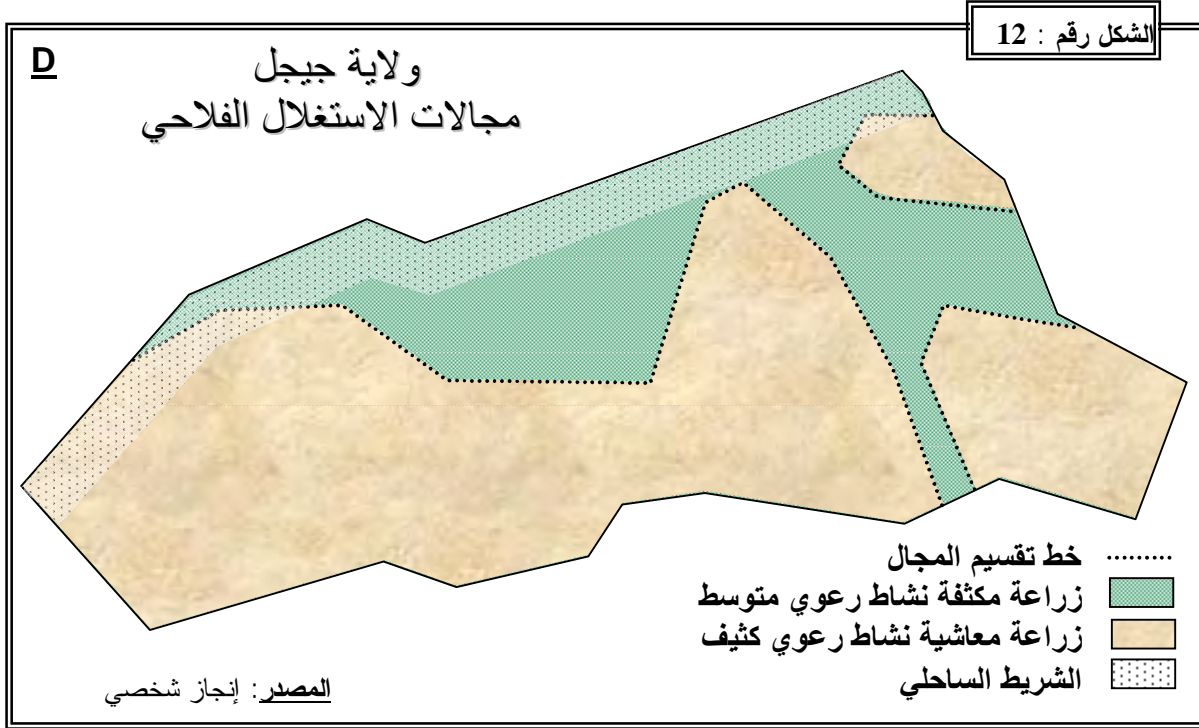 الشكل رقم : 12
D
ولاية جيجل
مجالات الاستغلال الفلاحي
خط تقسيم المجال
زراعة مكثفة نشاط رعوي متوسط
زراعة معاشية نشاط رعوي كثيف
الشريط الساحلي
المصدر: إنجاز شخصي